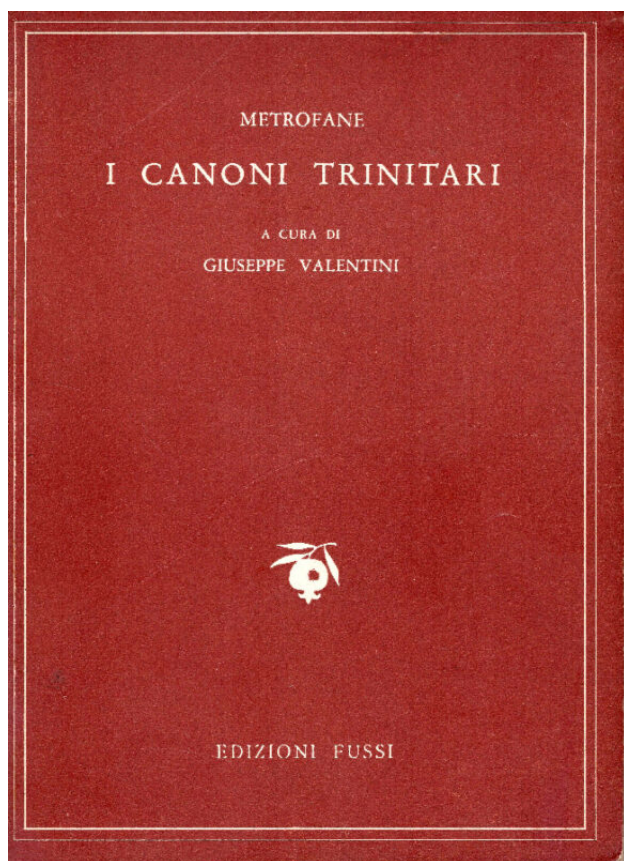 METROFANE
I CANONI TRINITARI
A CURA DI
GIUSEPPE VALENTINI
EDIZIONI FUSSI